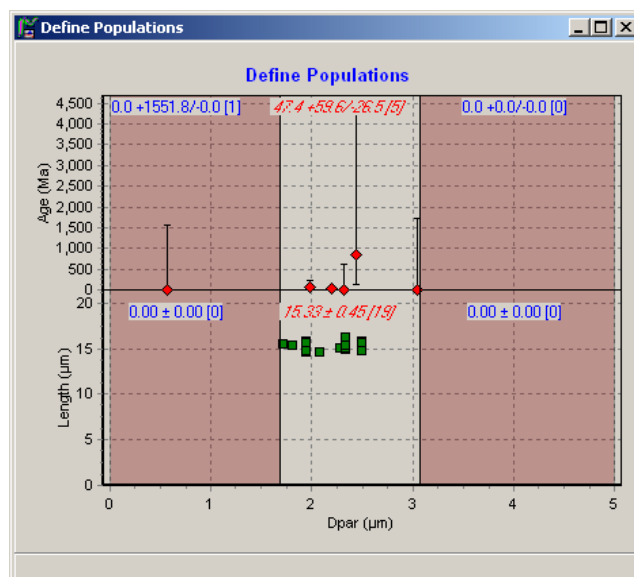 Define Populations
Define Populations
0.0 +1551.8/-0.0 [1]
47.4 +59.6/-26.5 [5]
0.0 +0.0/-0.0 [0]
4,500
4,000
3,500
3,000
2,500
2,000
1,500
1,000
500
0
Age (Ma)
0.00 ± 0.00 [0]
15.33 ± 0.45 [19]
0.00 ± 0.00 [0]
20
15
10
5
0
Length (µm)
0 1 2 3 4 5
Dpar (µm)